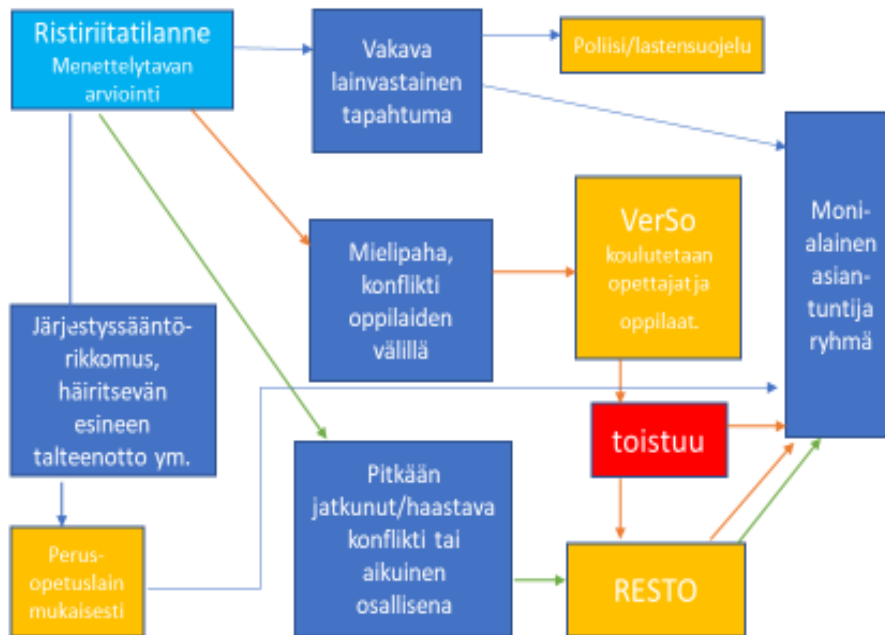 Ristiriitatilanne
Menettelytavan
arviointi
Vakava
lainvastainen
tapahtuma
Poliisi/lastensuojelu
Mielipaha,
konflikti
oppilaiden
välillä
VerSo
koulutetaan
opettajat ja
oppilaat.
Moni-
alainen
asian-
tuntija
ryhmä
Järjestyssääntö-
rikkomus,
häiritsevän
esineen
talteenotto ym.
toistuu
Pitkään
jatkunut/haastava
konflikti tai
aikuinen
osallisena
Perus-
opetuslain
mukaisesti
RESTO